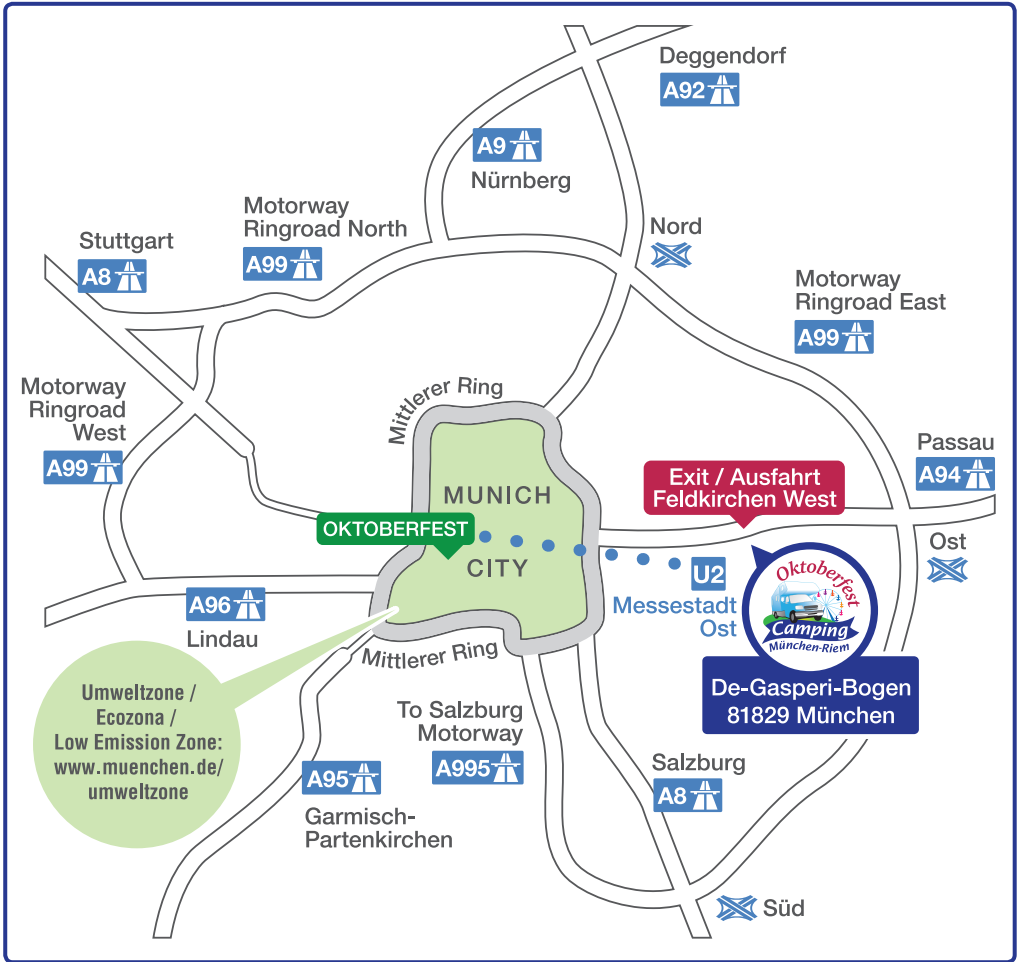 Deggendorf
A92
A9
Nürnberg
Motorway
Ringroad North
A99
Nord
Stuttgart
A8
Motorway
Ringroad East
A99
Motorway
Ringroad
West
A99
Mittlerer Ring
Passau
A94
Exit / Ausfahrt
Feldkirchen West
MUNICH
CITY
OKTOBERFEST
Ost
U2
Messestadt
Ost
Oktoberfest
Camping
München-Riem
De-Gasperi-Bogen
81829 München
A96
Lindau
Mittlerer Ring
Umweltzone /
Ecozona /
Low Emission Zone:
www.muenchen.de/
umweltzone
To Salzburg
Motorway
A995
Salzburg
A8
A95
Garmisch-
Partenkirchen
Süd